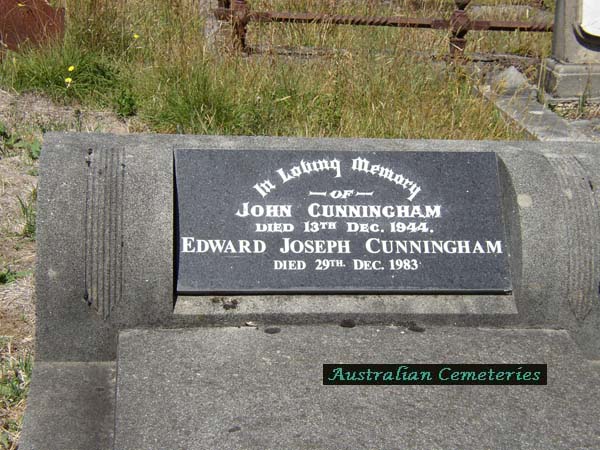 In Loving Memory
— OF —
JOHN CUNNINGHAM
DIED 13TH DEC. 1944.
EDWARD JOSEPH CUNNINGHAM
DIED 29TH. DEC. 1983
Australian Cemeteries